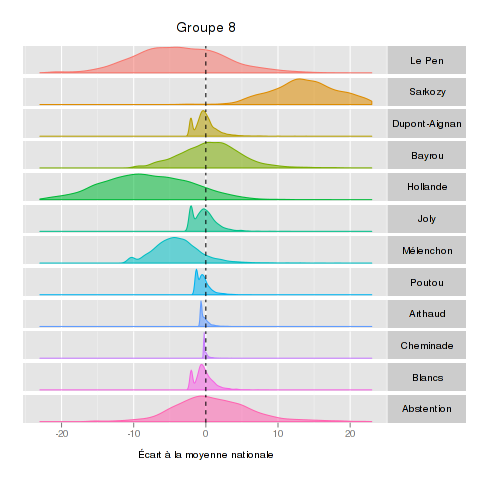 Groupe 8
Le Pen
Sarkozy
Dupont-Aignan
Bayrou
Hollande
Joly
Mélenchon
Poutou
Arthaud
Cheminade
Blancs
Abstention
-20 -10 0 10 20
Écart à la moyenne nationale